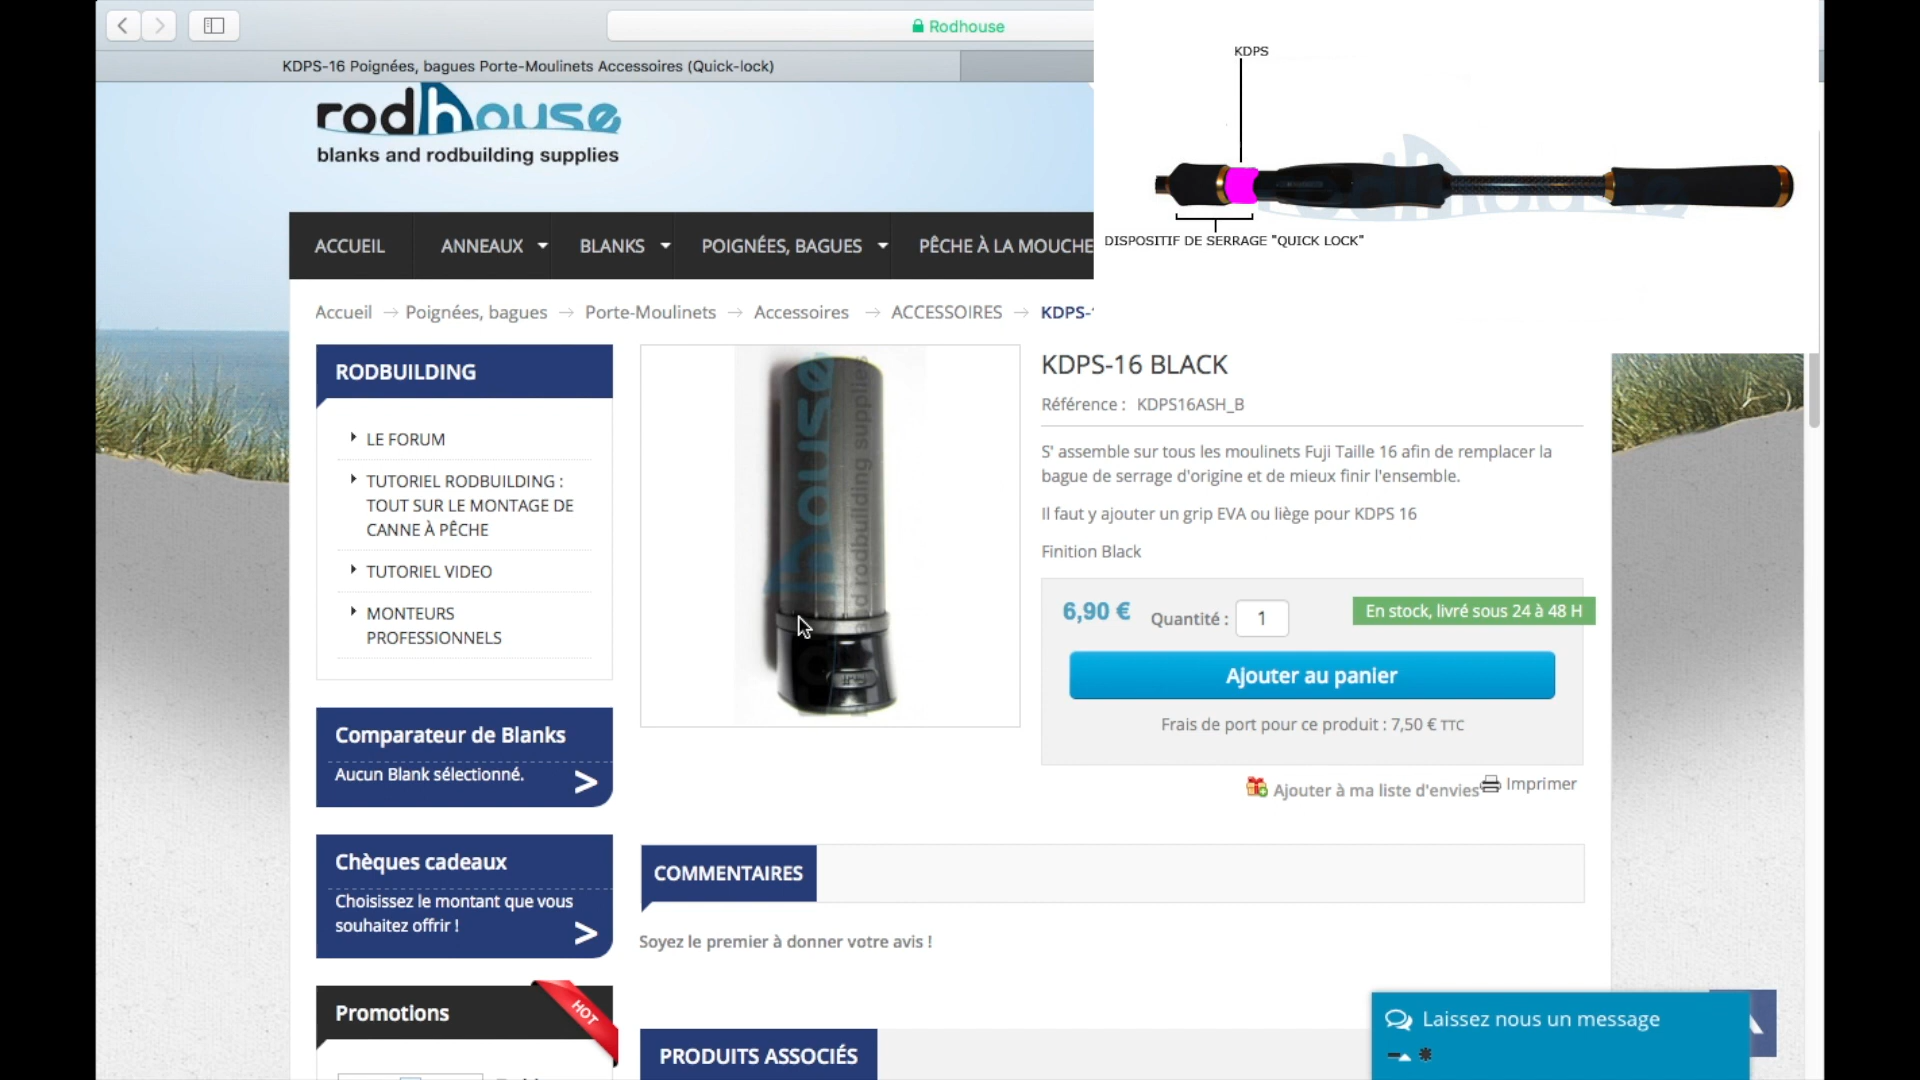 Rodhouse
KDPS-16 Poignées, bagues Porte-Moulinets Accessoires (Quick-lock)
rodhouse
blanks and rodbuilding supplies
KDPS
DISPOSITIF DE SERRAGE "QUICK LOCK"
ACCUEIL ANNEAUX BLANKS POIGNÉES, BAGUES PÊCHE À LA MOUCHE
Accueil → Poignées, bagues → Porte-Moulinets → Accessoires → ACCESSOIRES → KDPS-
RODBUILDING
LE FORUM
TUTORIEL RODBUILDING :
TOUT SUR LE MONTAGE DE
CANNE À PÊCHE
TUTORIEL VIDEO
MONTEURS
PROFESSIONNELS
house
rodbuilding supplies
KDPS-16 BLACK
Référence : KDPS16ASH_B
S' assemble sur tous les moulinets Fuji Taille 16 afin de remplacer la
bague de serrage d'origine et de mieux finir l'ensemble.
Il faut y ajouter un grip EVA ou liège pour KDPS 16
Finition Black
6,90 € Quantité : 1
En stock, livré sous 24 à 48 H
Ajouter au panier
Frais de port pour ce produit : 7,50 € TTC
Ajouter à ma liste d'envies Imprimer
Comparateur de Blanks
Aucun Blank sélectionné.
Chèques cadeaux
Choisissez le montant que vous
souhaitez offrir !
Promotions
HOT
COMMENTAIRES
Soyez le premier à donner votre avis !
PRODUITS ASSOCIÉS
Laissez nous un message